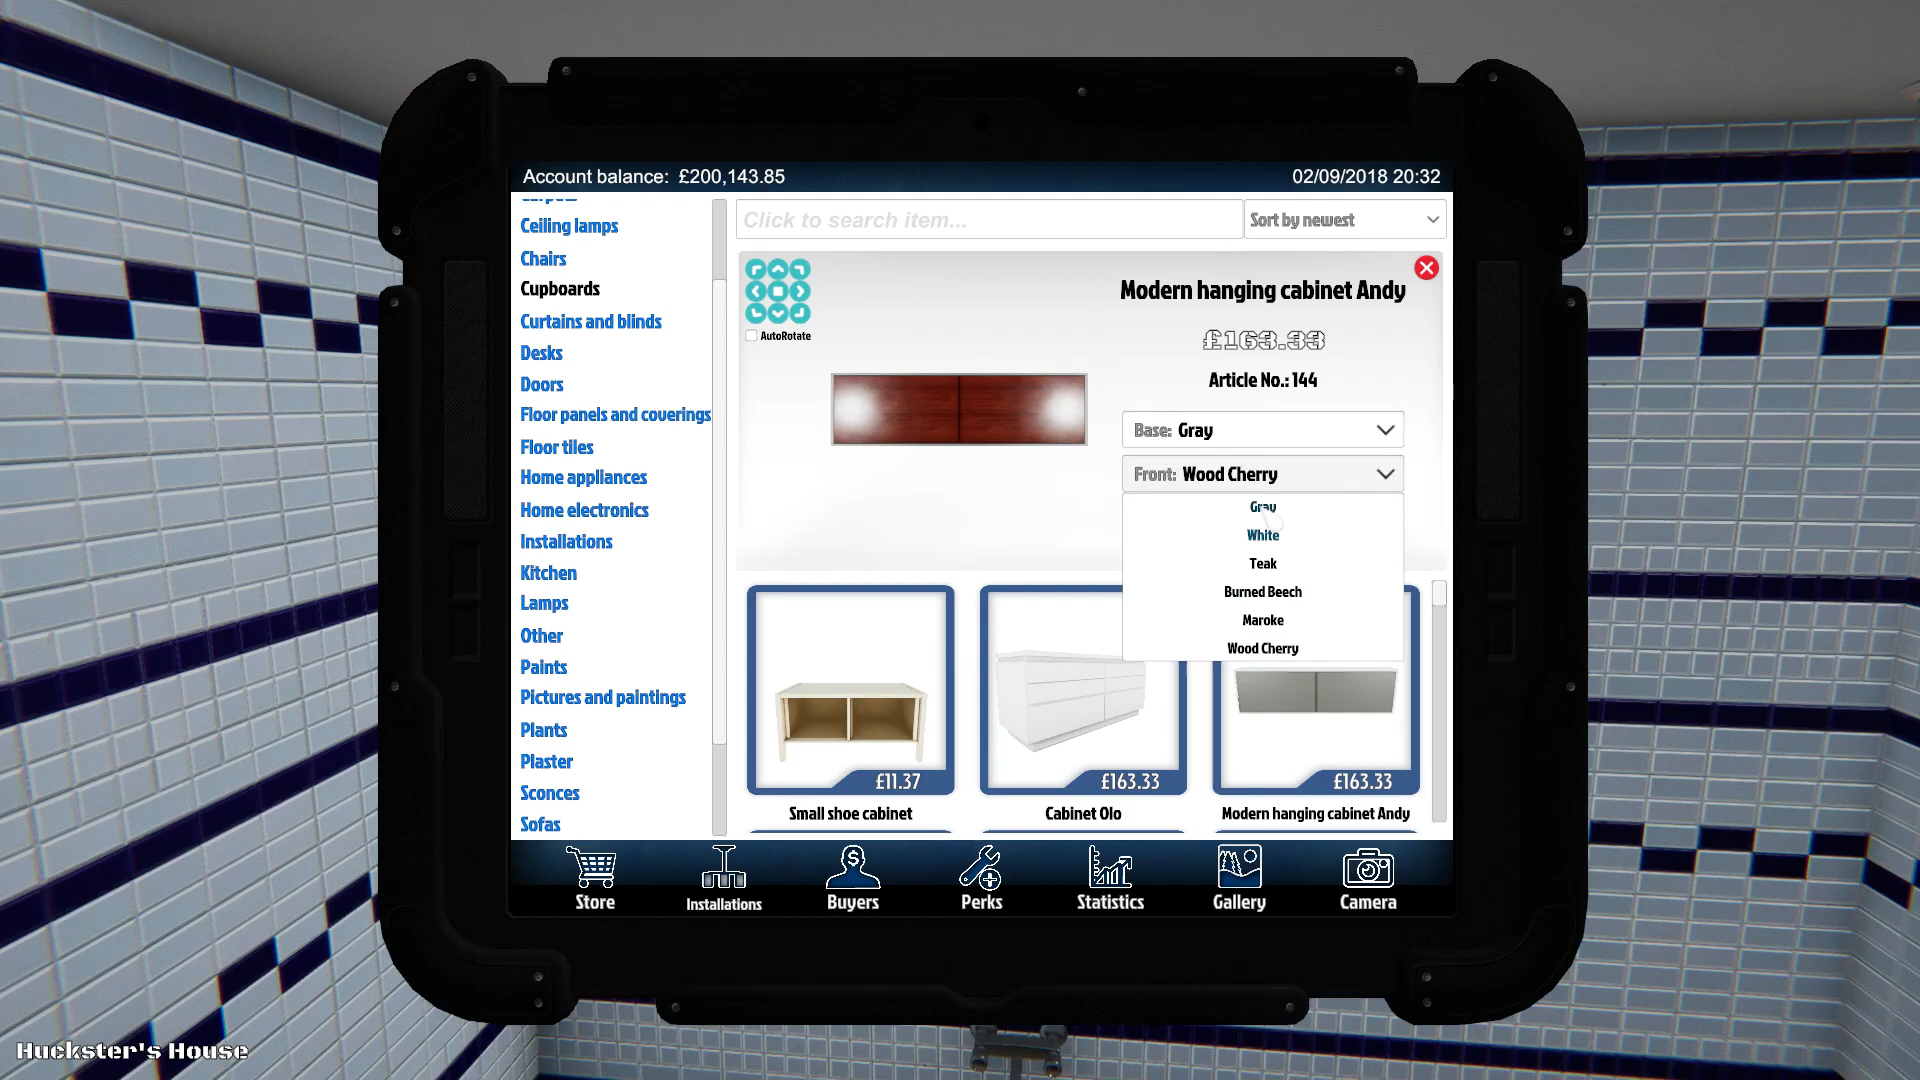 Account balance: £200,143.85
02/09/2018 20:32
Ceiling lamps
Chairs
Cupboards
Curtains and blinds
Desks
Doors
Floor panels and coverings
Floor tiles
Home appliances
Home electronics
Installations
Kitchen
Lamps
Other
Paints
Pictures and paintings
Plants
Plaster
Sconces
Sofas
Click to search item...
Sort by newest
AutoRotate
Modern hanging cabinet Andy
£163.33
Article No.: 144
Base: Gray
Front: Wood Cherry
Gray
White
Teak
Burned Beech
Maroke
Wood Cherry
£11.37
Small shoe cabinet
£163.33
Cabinet Olo
£163.33
Modern hanging cabinet Andy
Store
Installations
Buyers
Perks
Statistics
Gallery
Camera
Huckster's House